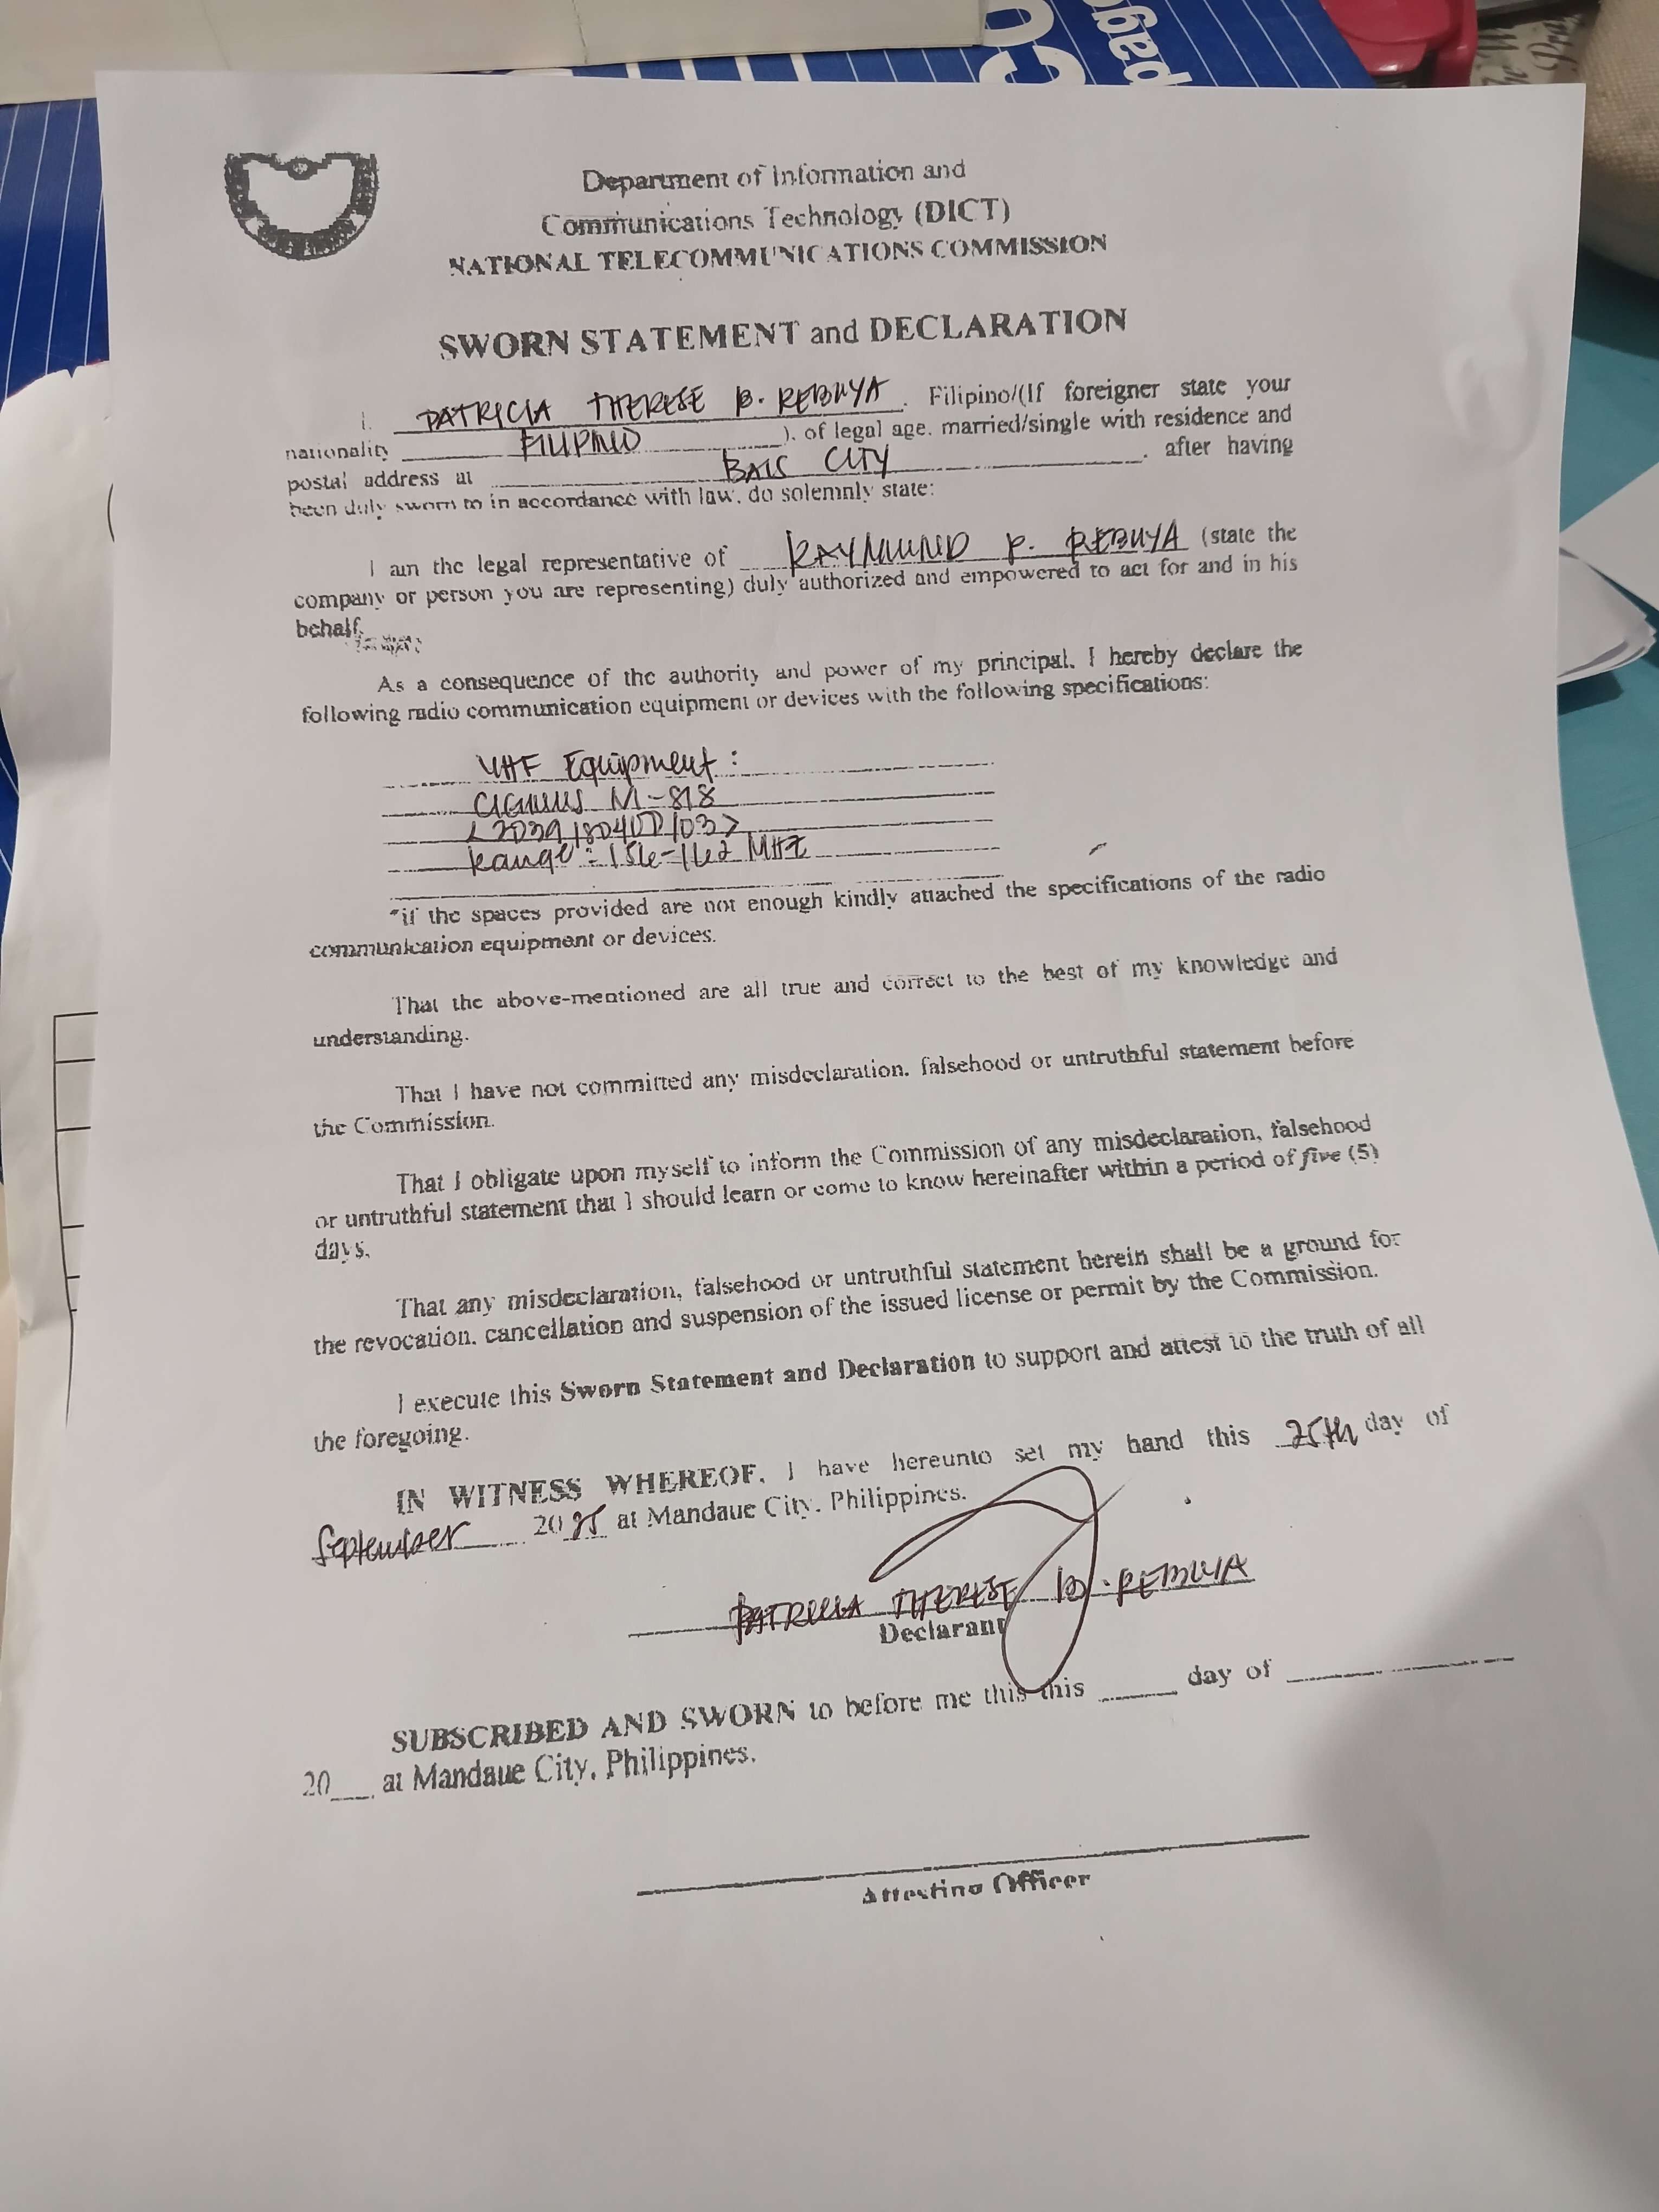 Department of Information and
Communications Technology (DICT)
NATIONAL TELECOMMUNICATIONS COMMISSION
SWORN STATEMENT and DECLARATION
I, PATRICIA THERESE B. REBUYA, Filipino/(If foreigner state your
nationality FILIPINO ), of legal age, married/single with residence and
postal address at BAIS CITY, after having
been duly sworn to in accordance with law, do solemnly state:
I am the legal representative of RAYMUND P. REBUYA (state the
company or person you are representing) duly authorized and empowered to act for and in his
behalf.
As a consequence of the authority and power of my principal, I hereby declare the
following radio communication equipment or devices with the following specifications:
VHF Equipment :
CIGNUS M-818
Range : 156-162 MHz
*if the spaces provided are not enough kindly attached the specifications of the radio
communication equipment or devices.
That the above-mentioned are all true and correct to the best of my knowledge and
understanding.
That I have not committed any misdeclaration, falsehood or untruthful statement before
the Commission.
That I obligate upon myself to inform the Commission of any misdeclaration, falsehood
or untruthful statement that I should learn or come to know hereinafter within a period of five (5)
days.
That any misdeclaration, falsehood or untruthful statement herein shall be a ground for
the revocation, cancellation and suspension of the issued license or permit by the Commission.
I execute this Sworn Statement and Declaration to support and attest to the truth of all
the foregoing.
IN WITNESS WHEREOF, I have hereunto set my hand this 25th day of
September 2025 at Mandaue City, Philippines.
PATRICIA THERESE B. REBUYA
Declarant
SUBSCRIBED AND SWORN to before me this this ____ day of ____
20___ at Mandaue City, Philippines.
Attesting Officer